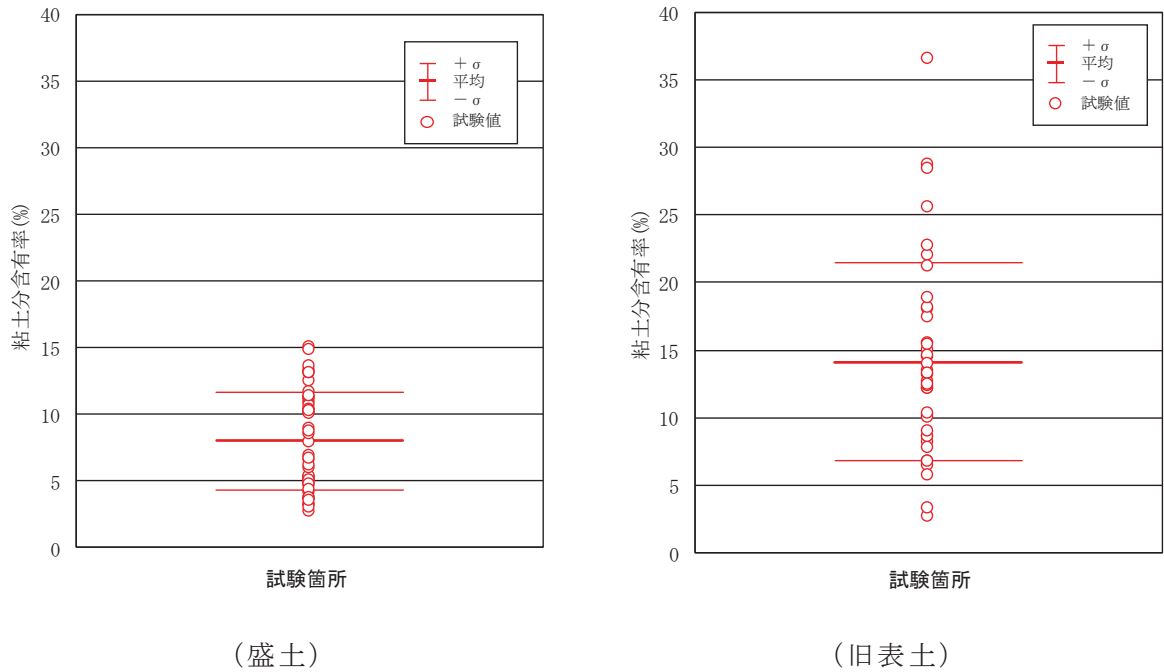 40
35
30
25
20
15
10
5
0
粘土分含有率(%)
＋σ
平均
－σ
試験値
試験箇所
(盛土)
40
35
30
25
20
15
10
5
0
粘土分含有率(%)
＋σ
平均
－σ
試験値
試験箇所
(旧表土)